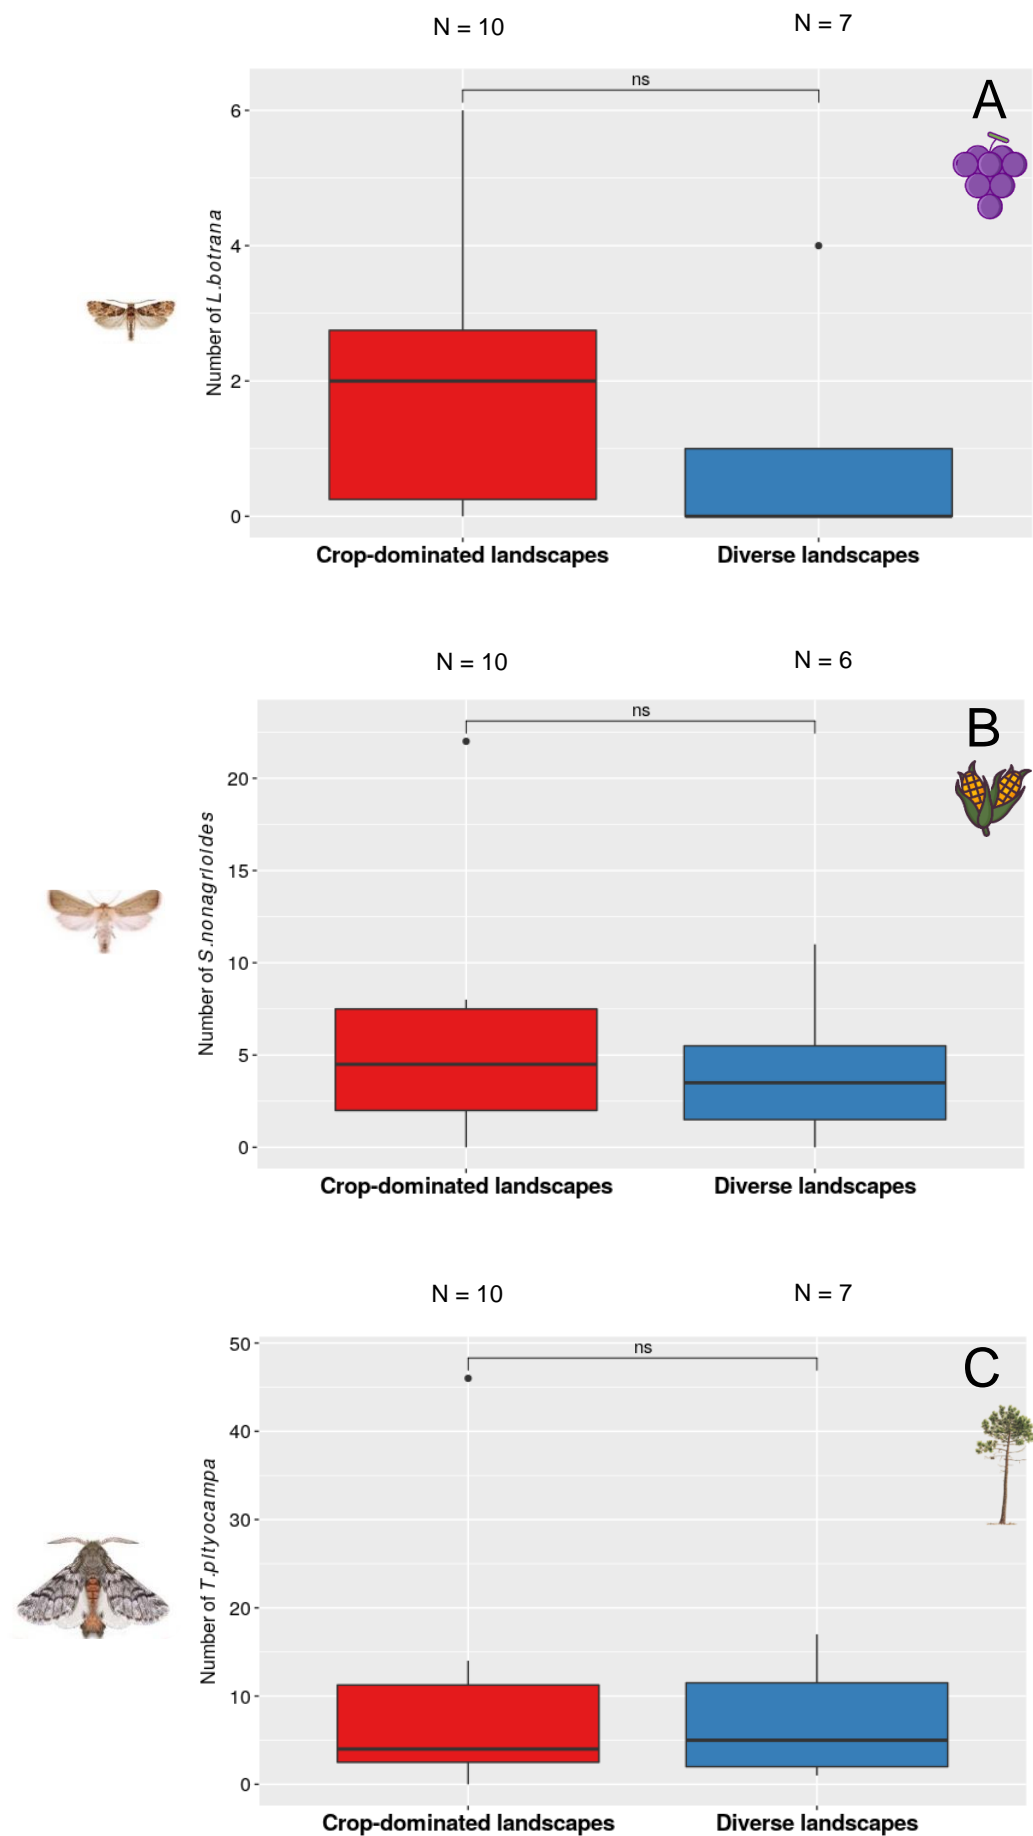 N = 10
N = 7
ns
A
6
4
2
0
Number of L.botrana
Crop-dominated landscapes
Diverse landscapes
N = 10
N = 6
ns
B
20
15
10
5
0
Number of S.nonagrioides
Crop-dominated landscapes
Diverse landscapes
N = 10
N = 7
ns
C
50
40
30
20
10
0
Number of T.pityocampa
Crop-dominated landscapes
Diverse landscapes